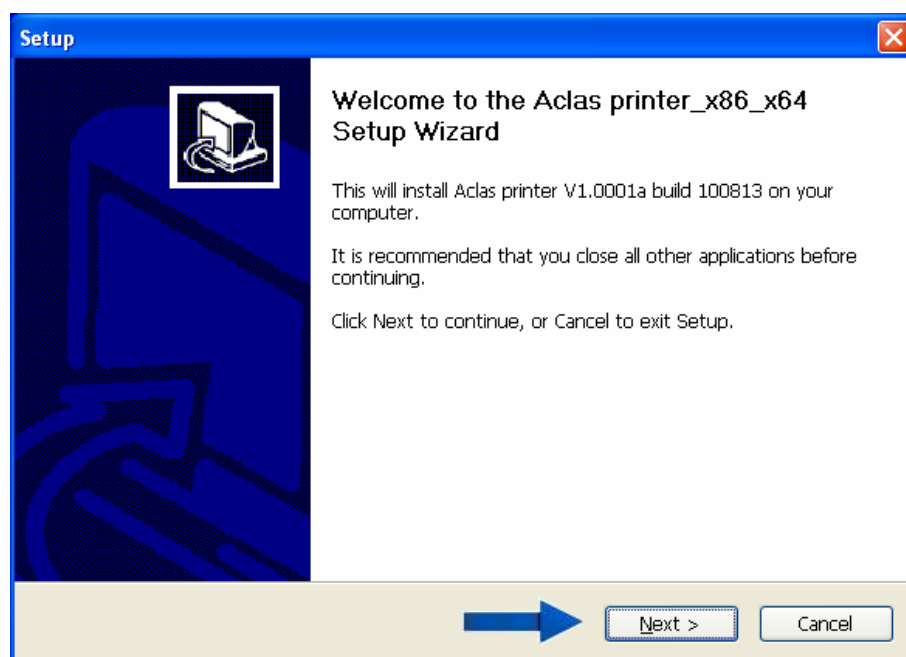 Setup
Welcome to the Aclas printer_x86_x64
Setup Wizard
This will install Aclas printer V1.0001a build 100813 on your
computer.
It is recommended that you close all other applications before
continuing.
Click Next to continue, or Cancel to exit Setup.
Next >
Cancel